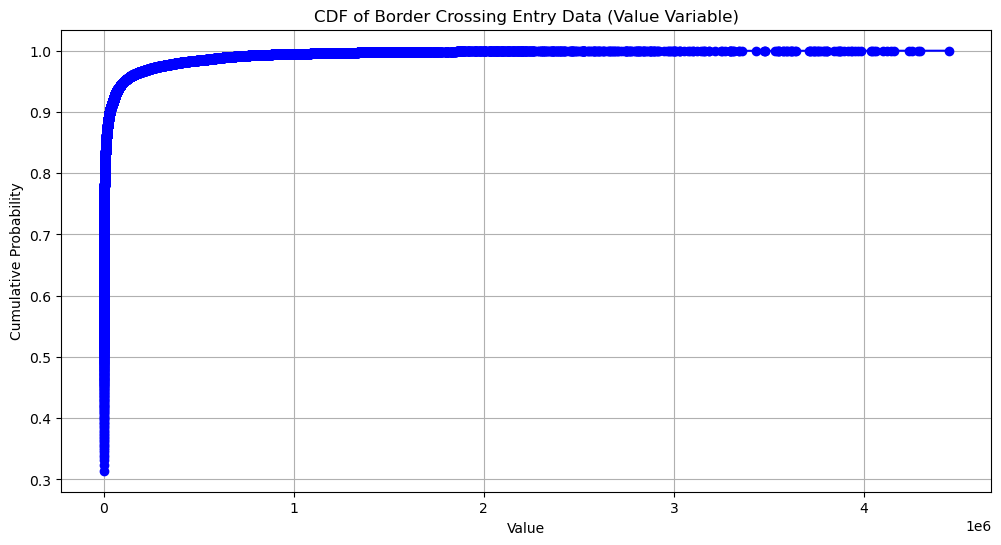 CDF of Border Crossing Entry Data (Value Variable)
Cumulative Probability
1.0
0.9
0.8
0.7
0.6
0.5
0.4
0.3
0 1 2 3 4
1e6
Value